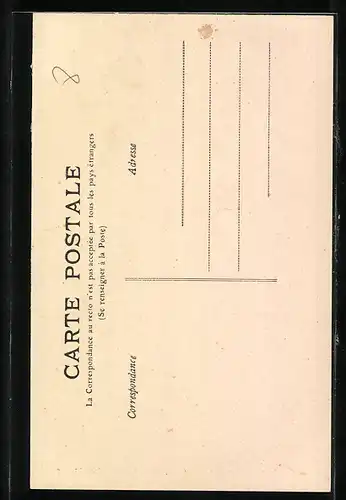 8
CARTE POSTALE
La Correspondance au recto n'est pas acceptée par tous les pays étrangers
(Se renseigner à la Poste)
Correspondance
Adresse